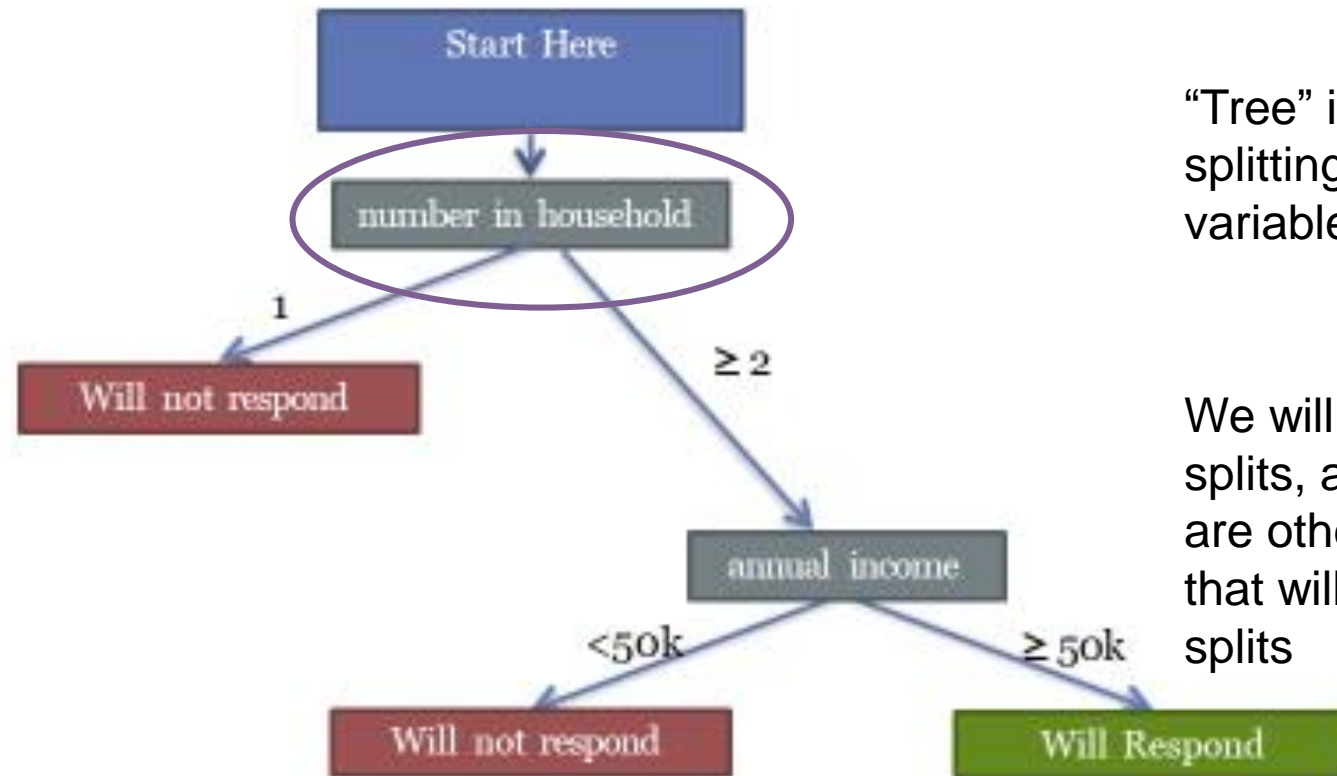 Start Here
number in household
1
≥ 2
Will not respond
annual income
<50k
≥ 50k
Will not respond
Will Respond
“Tree” i
splitting
variable
We will
splits, a
are othe
that will
splits